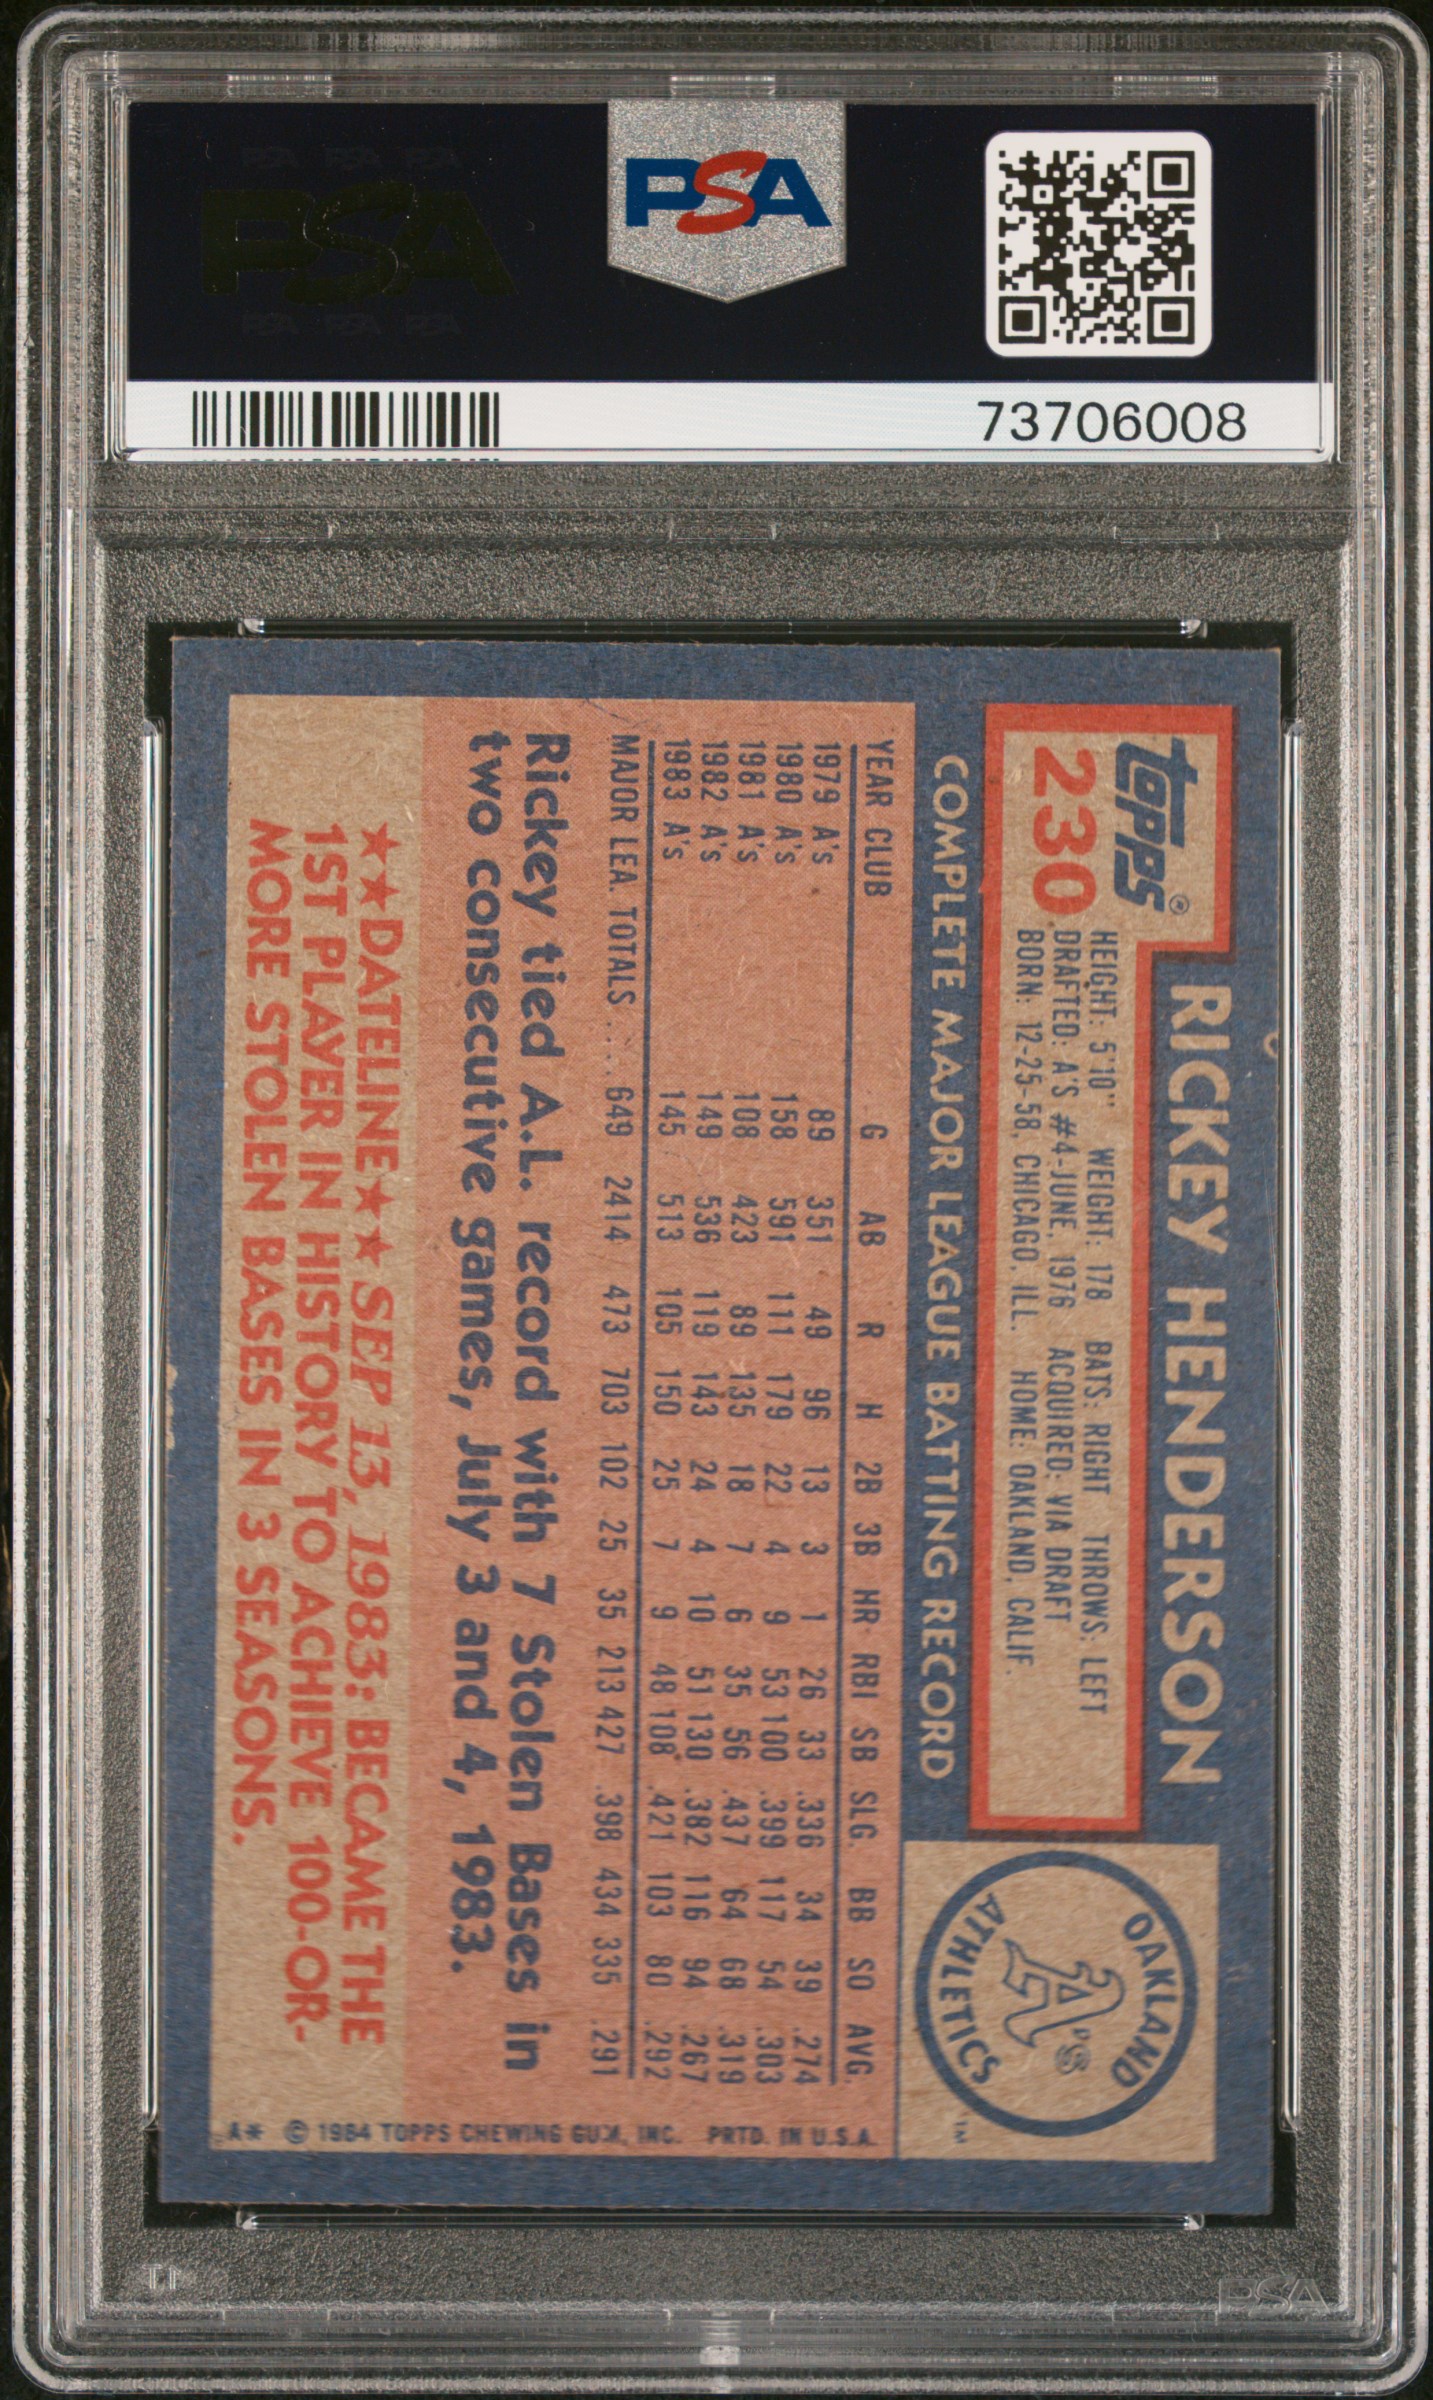 PSA PSA PSA
PSA
PSA PSA PSA
PSA
73706008
topps®
230
RICKEY HENDERSON
HEIGHT: 5'10" WEIGHT: 178 BATS: RIGHT THROWS: LEFT
DRAFTED: A'S #4-JUNE, 1976 ACQUIRED: VIA DRAFT
BORN: 12-25-58, CHICAGO, ILL. HOME: OAKLAND, CALIF.
OAKLAND
A's
ATHLETICS
TM
COMPLETE MAJOR LEAGUE BATTING RECORD
YEAR CLUB G AB R H 2B 3B HR RBI SB SLG. BB SO AVG.
1979 A's 89 351 49 96 13 3 1 26 33 .336 34 39 .274
1980 A's 158 591 111 179 22 4 9 53 100 .399 117 54 .303
1981 A's 108 423 89 135 18 7 6 35 56 .437 64 68 .319
1982 A's 149 536 119 143 24 4 10 51 130 .382 116 94 .267
1983 A's 145 513 105 150 25 7 9 48 108 .421 103 80 .292
MAJOR LEA. TOTALS .... 649 2414 473 703 102 25 35 213 427 .398 434 335 .291
Rickey tied A.L. record with 7 Stolen Bases in
two consecutive games, July 3 and 4, 1983.
★★DATELINE★★ SEP 13, 1983: BECAME THE
1ST PLAYER IN HISTORY TO ACHIEVE 100-OR-
MORE STOLEN BASES IN 3 SEASONS.
A* © 1984 TOPPS CHEWING GUM, INC. PRTD. IN U.S.A.
PSA